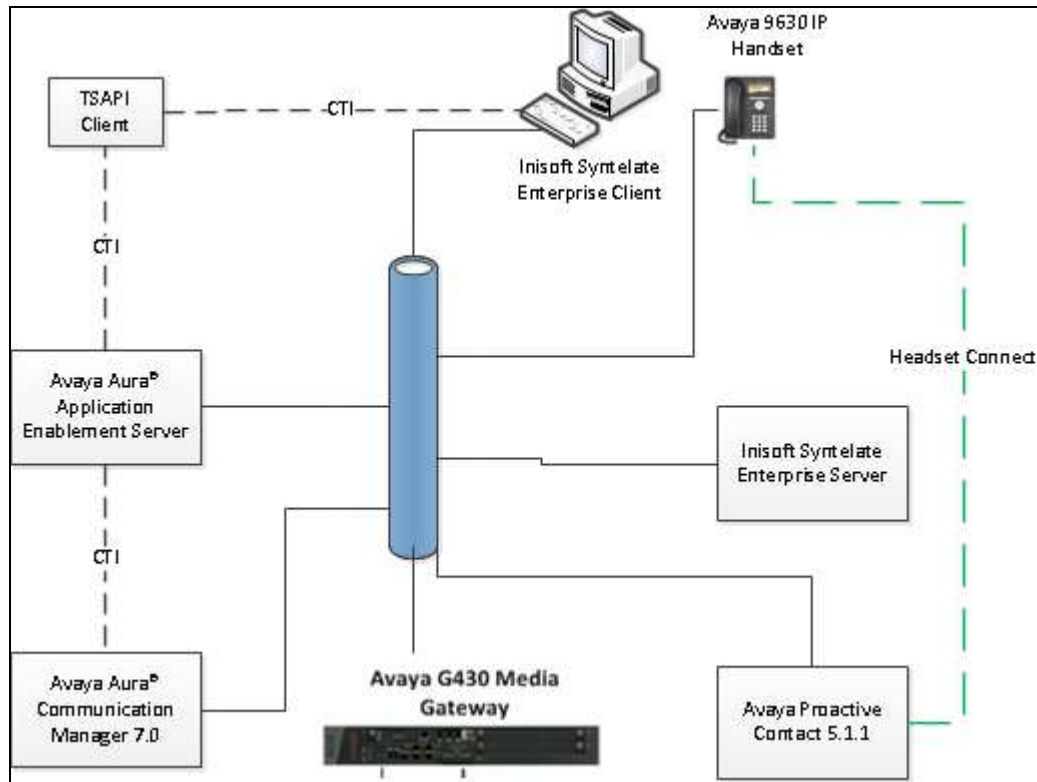 Avaya 9630 IP
Handset
TSAPI
Client
CTI
Inisoft Syntelate
Enterprise Client
CTI
Headset Connect
Avaya Aura®
Application
Enablement Server
Inisoft Syntelate
Enterprise Server
CTI
Avaya Aura®
Communication
Manager 7.0
Avaya G430 Media
Gateway
Avaya Proactive
Contact 5.1.1